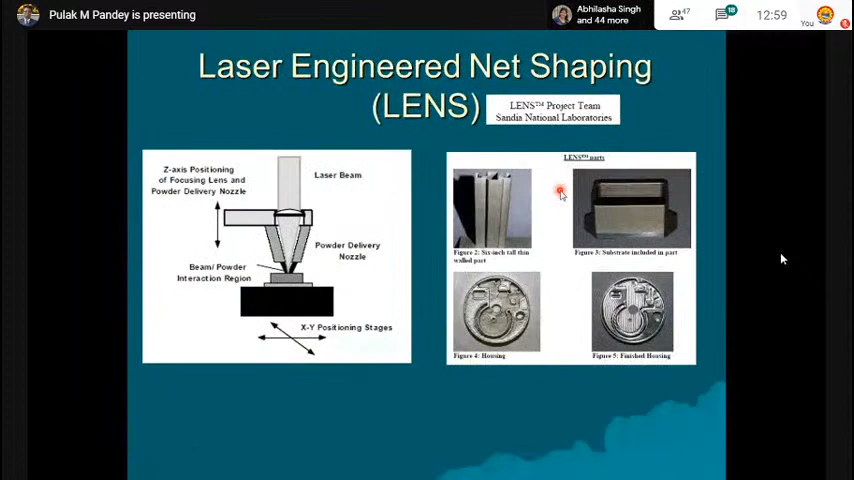 Pulak M Pandey is presenting
Abhilasha Singh
and 44 more
47
18
12:59
You
Laser Engineered Net Shaping
(LENS)
LENS™ Project Team
Sandia National Laboratories
Z-axis Positioning
of Focusing Lens and
Powder Delivery Nozzle
Laser Beam
Powder Delivery
Nozzle
Beam/ Powder
Interaction Region
X-Y Positioning Stages
LENS™ parts
Figure 2: Six-inch tall thin
walled part
Figure 3: Substrate included in part
Figure 4: Housing
Figure 5: Finished Housing